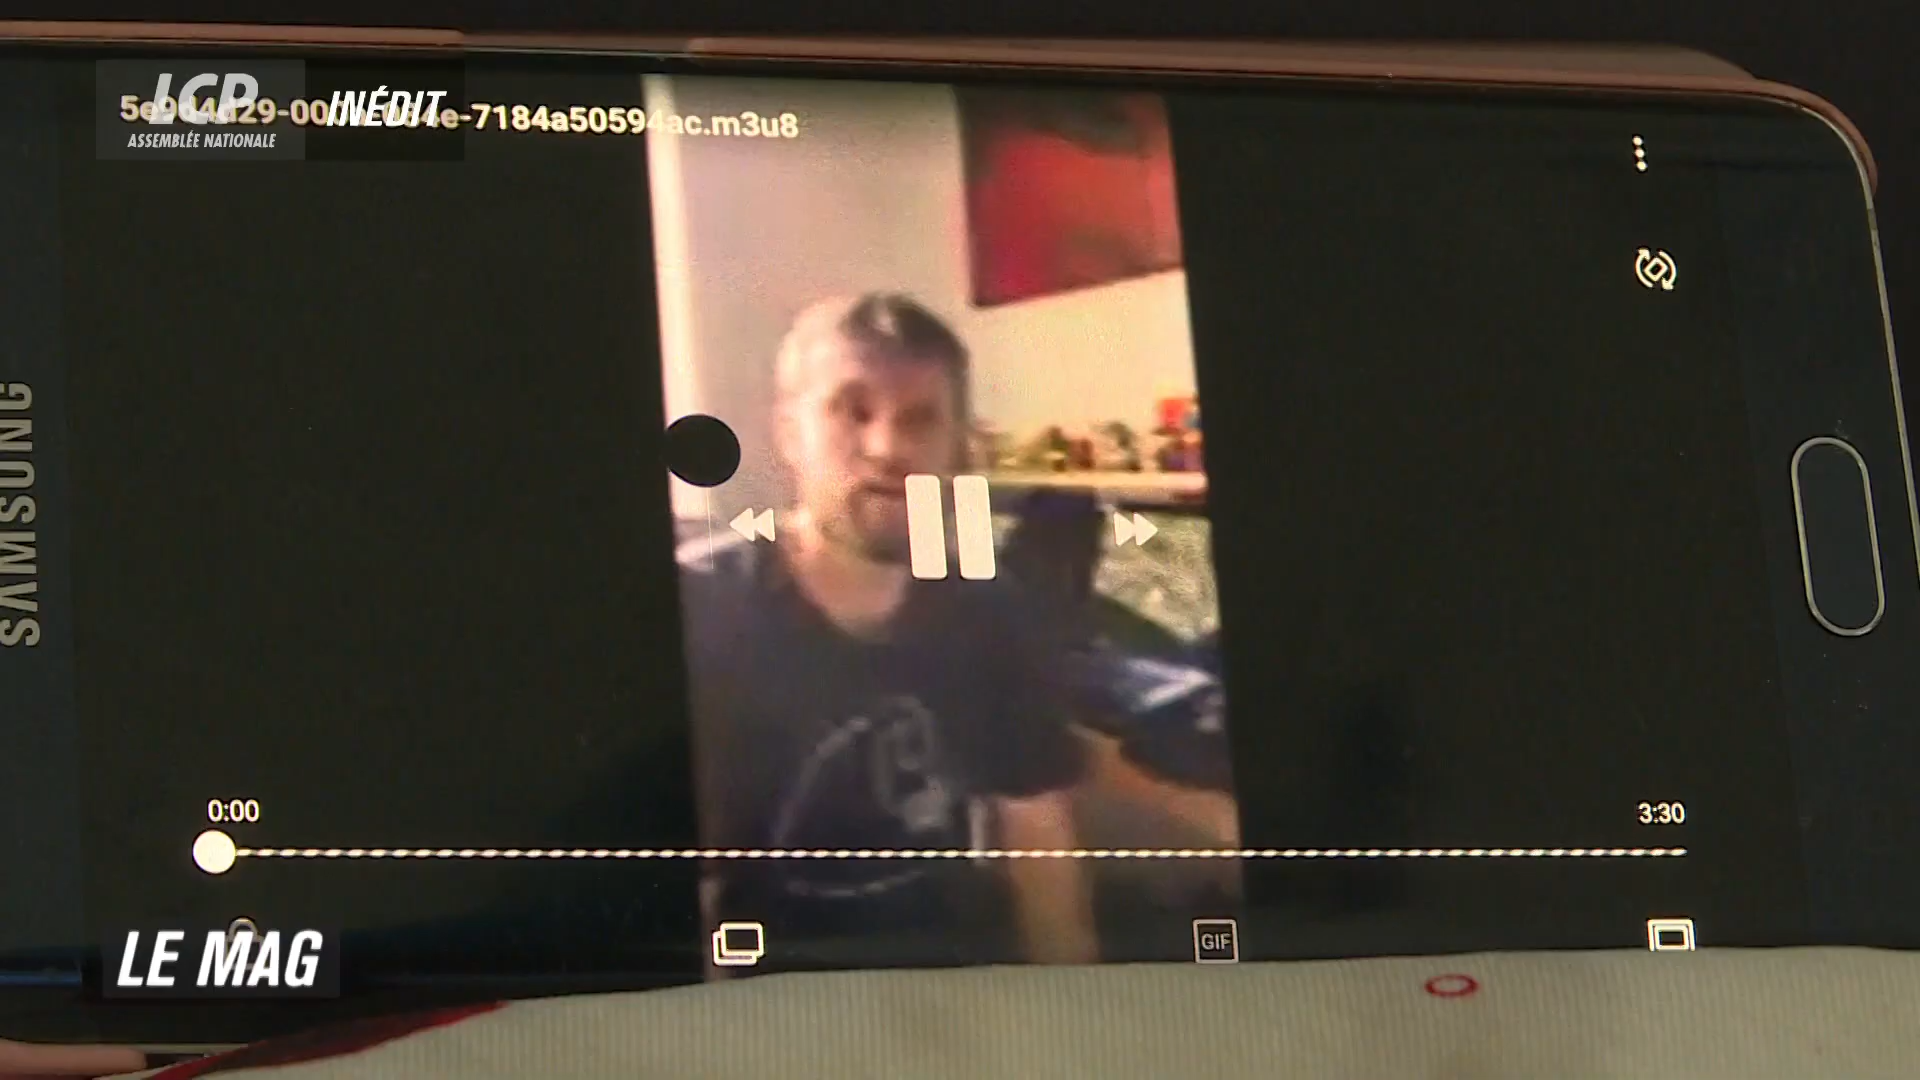 LCP
ASSEMBLÉE NATIONALE
INÉDIT
7184a50594ac.m3u8
SAMSUNG
0:00
3:30
GIF
LE MAG